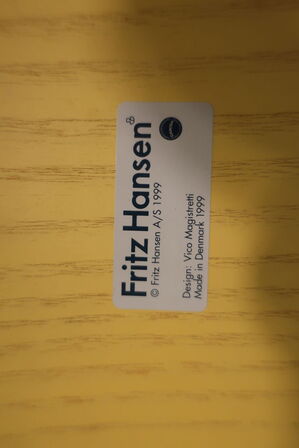 Fritz Hansen
© Fritz Hansen A/S 1999
Design: Vico Magistretti
Made in Denmark 1999